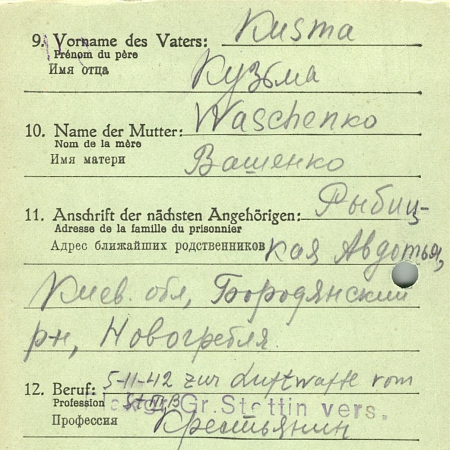 9. Vorname des Vaters: Kusma
Prénom du père
Имя отца Кузьма
10. Name der Mutter: Waschenko
Nom de la mère
Имя матери Вашенко
11. Anschrift der nächsten Angehörigen: Рыбиц-
Adresse de la famille du prisonnier
Адрес ближайших родственников кая Авдотья,
Киев. обл, Бородянский
р-н, Новогребля.
12. Beruf: 5-11-42 zur Luftwaffe vom
Profession
Gr. Stettin vers.
Профессия Крестьянин